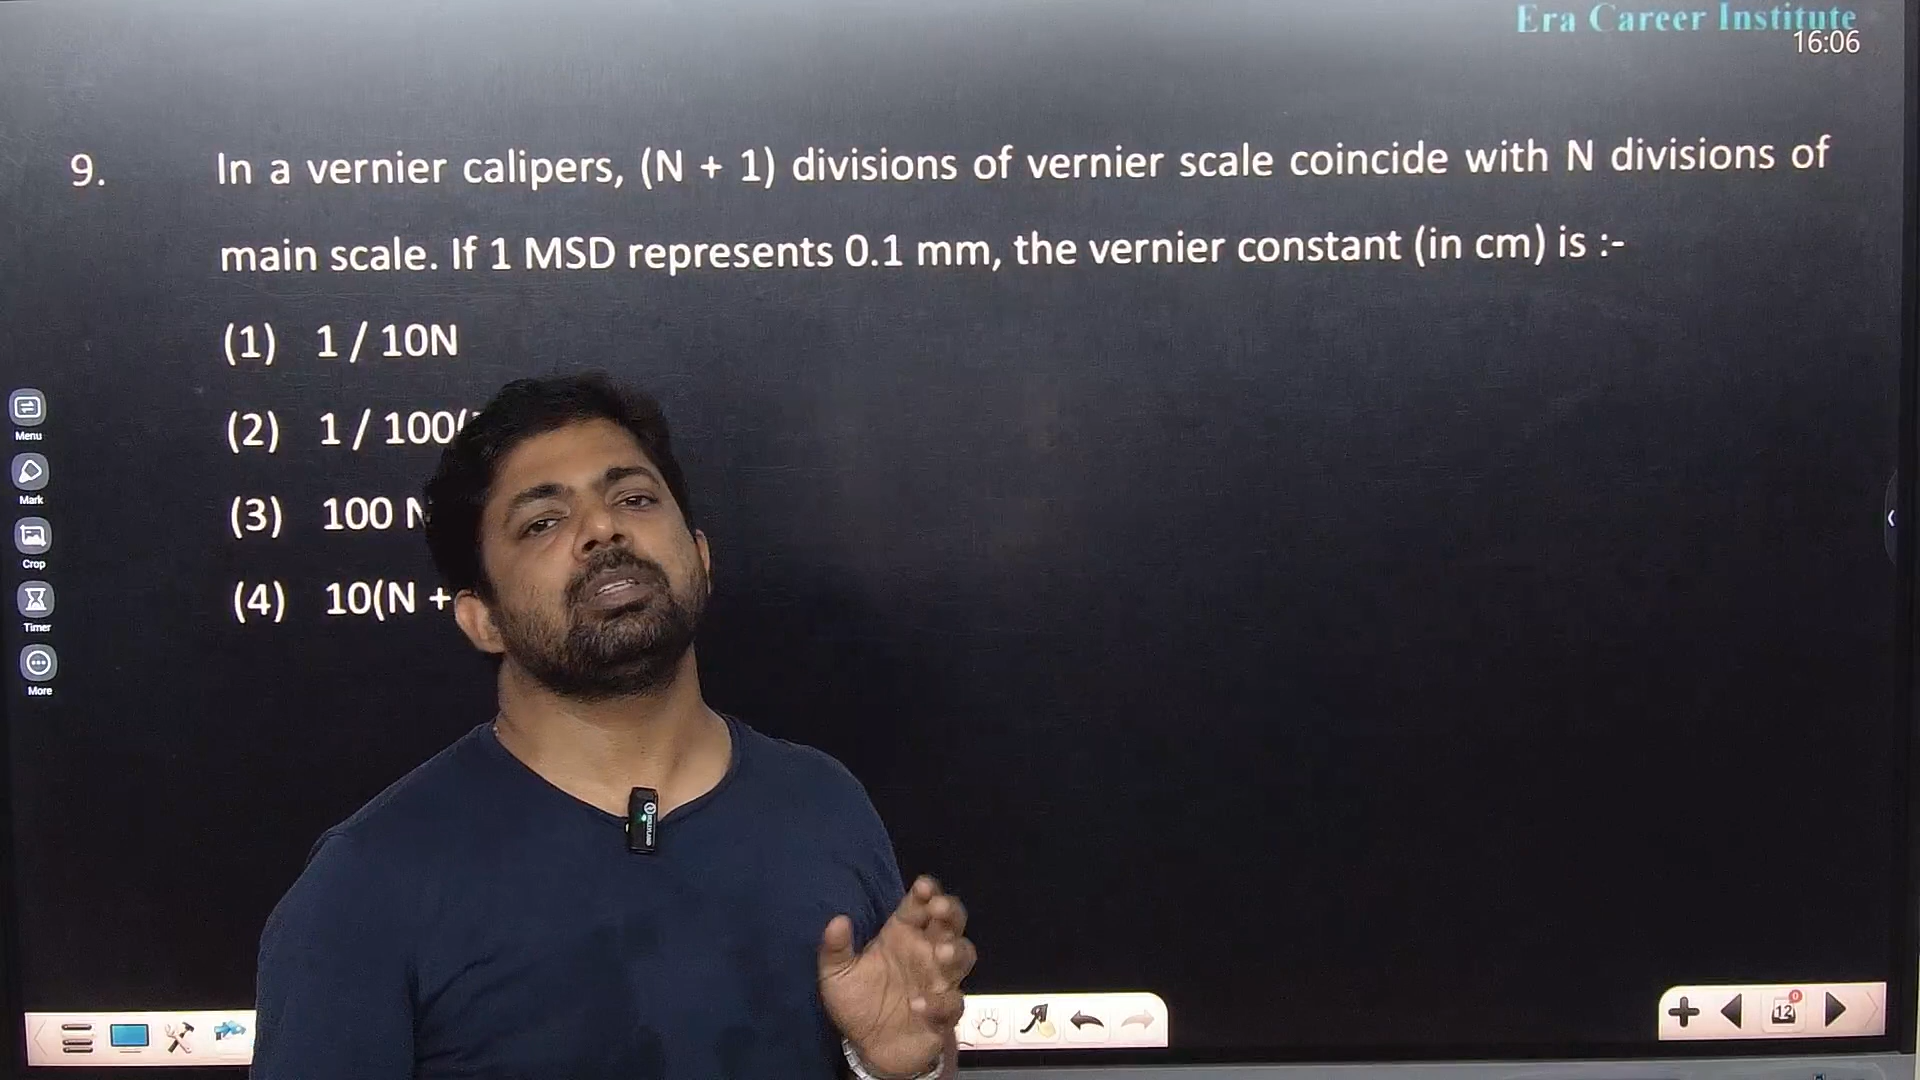 Era Career Institute
16:06
9. In a vernier calipers, (N + 1) divisions of vernier scale coincide with N divisions of
main scale. If 1 MSD represents 0.1 mm, the vernier constant (in cm) is :-
(1) 1 / 10N
(2) 1 / 100(
(3) 100 N
(4) 10(N +
Menu
Mark
Crop
Timer
More
12
0